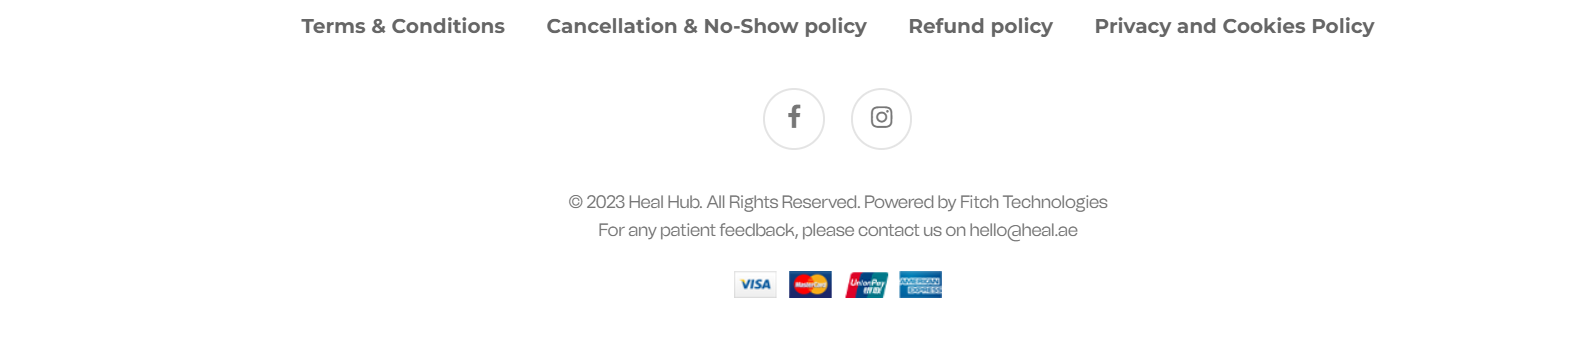 Terms & Conditions Cancellation & No-Show policy Refund policy Privacy and Cookies Policy
© 2023 Heal Hub. All Rights Reserved. Powered by Fitch Technologies
For any patient feedback, please contact us on hello@heal.ae
VISA MasterCard UnionPay 银联 AMERICAN EXPRESS